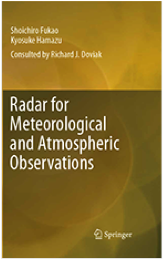 Shoichiro Fukao
Kyosuke Hamazu
Consulted by Richard J. Doviak
Radar for
Meteorological
and Atmospheric
Observations
Springer